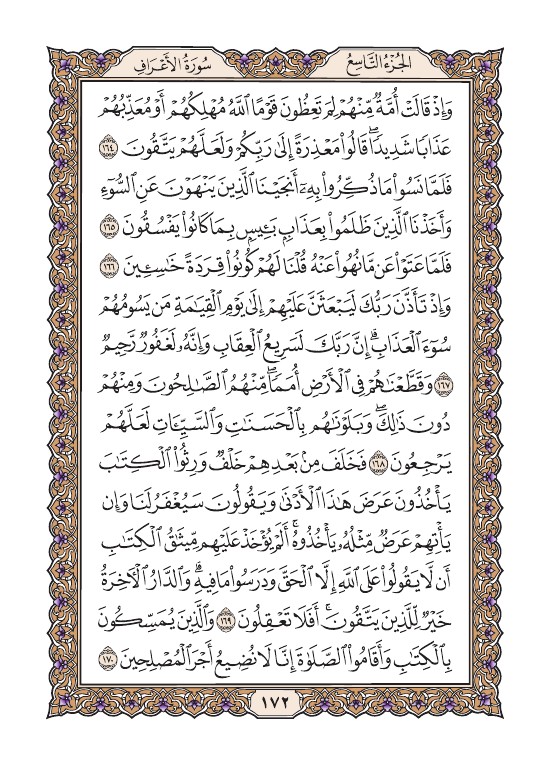 الجُزْءُ التَّاسِعُ
سُورَةُ الأَعْرَافِ
وَإِذْ قَالَتْ أُمَّةٌ مِّنْهُمْ لِمَ تَعِظُونَ قَوْمًا ٱللَّهُ مُهْلِكُهُمْ أَوْ مُعَذِّبُهُمْ
عَذَابًا شَدِيدًاۖ قَالُوا۟ مَعْذِرَةً إِلَىٰ رَبِّكُمْ وَلَعَلَّهُمْ يَتَّقُونَ ١٦٤
فَلَمَّا نَسُوا۟ مَا ذُكِّرُوا۟ بِهِۦٓ أَنجَيْنَا ٱلَّذِينَ يَنْهَوْنَ عَنِ ٱلسُّوٓءِ
وَأَخَذْنَا ٱلَّذِينَ ظَلَمُوا۟ بِعَذَابٍۭ بَـِٔيسٍۭ بِمَا كَانُوا۟ يَفْسُقُونَ ١٦٥
فَلَمَّا عَتَوْا۟ عَن مَّا نُهُوا۟ عَنْهُ قُلْنَا لَهُمْ كُونُوا۟ قِرَدَةً خَـٰسِـِٔينَ ١٦٦
وَإِذْ تَأَذَّنَ رَبُّكَ لَيَبْعَثَنَّ عَلَيْهِمْ إِلَىٰ يَوْمِ ٱلْقِيَـٰمَةِ مَن يَسُومُهُمْ
سُوٓءَ ٱلْعَذَابِۗ إِنَّ رَبَّكَ لَسَرِيعُ ٱلْعِقَابِ وَإِنَّهُۥ لَغَفُورٌ رَّحِيمٌ
١٦٧ وَقَطَّعْنَـٰهُمْ فِى ٱلْأَرْضِ أُمَمًاۖ مِّنْهُمُ ٱلصَّـٰلِحُونَ وَمِنْهُمْ
دُونَ ذَٰلِكَۖ وَبَلَوْنَـٰهُم بِٱلْحَسَنَـٰتِ وَٱلسَّيِّـَٔاتِ لَعَلَّهُمْ
يَرْجِعُونَ ١٦٨ فَخَلَفَ مِنۢ بَعْدِهِمْ خَلْفٌ وَرِثُوا۟ ٱلْكِتَـٰبَ
يَأْخُذُونَ عَرَضَ هَـٰذَا ٱلْأَدْنَىٰ وَيَقُولُونَ سَيُغْفَرُ لَنَا وَإِن
يَأْتِهِمْ عَرَضٌ مِّثْلُهُۥ يَأْخُذُوهُۚ أَلَمْ يُؤْخَذْ عَلَيْهِم مِّيثَـٰقُ ٱلْكِتَـٰبِ
أَن لَّا يَقُولُوا۟ عَلَى ٱللَّهِ إِلَّا ٱلْحَقَّ وَدَرَسُوا۟ مَا فِيهِۗ وَٱلدَّارُ ٱلْـَٔاخِرَةُ
خَيْرٌ لِّلَّذِينَ يَتَّقُونَۚ أَفَلَا تَعْقِلُونَ ١٦٩ وَٱلَّذِينَ يُمَسِّكُونَ
بِٱلْكِتَـٰبِ وَأَقَامُوا۟ ٱلصَّلَوٰةَ إِنَّا لَا نُضِيعُ أَجْرَ ٱلْمُصْلِحِينَ ١٧٠
١٧٢